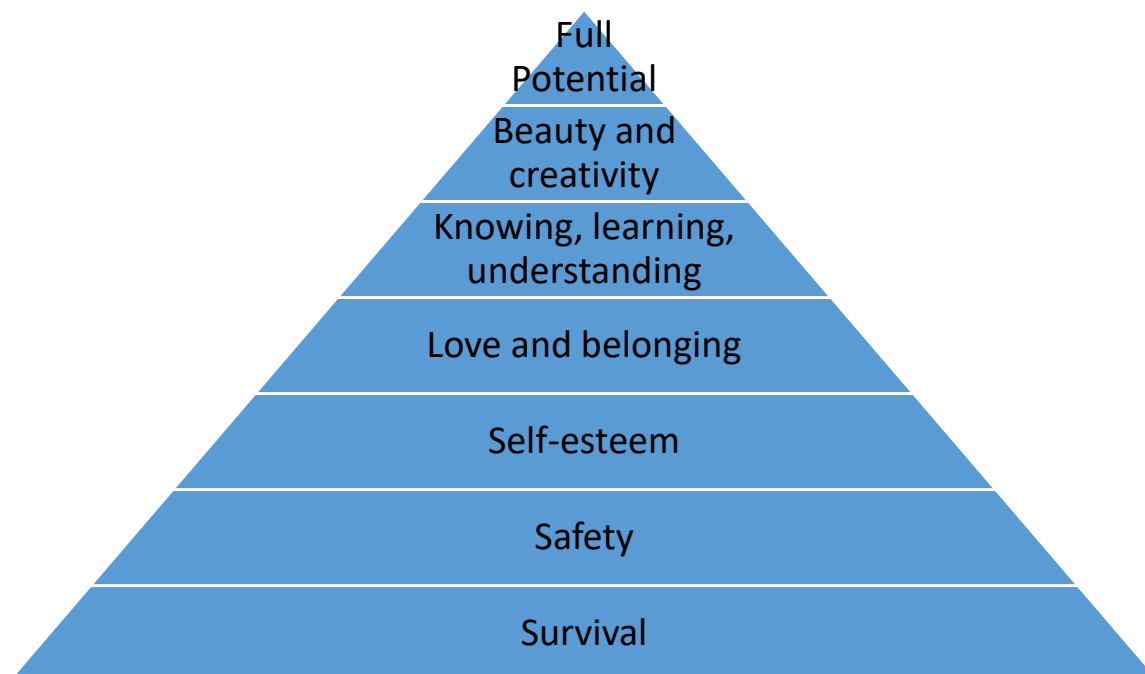 Full
Potential
Beauty and
creativity
Knowing, learning,
understanding
Love and belonging
Self-esteem
Safety
Survival